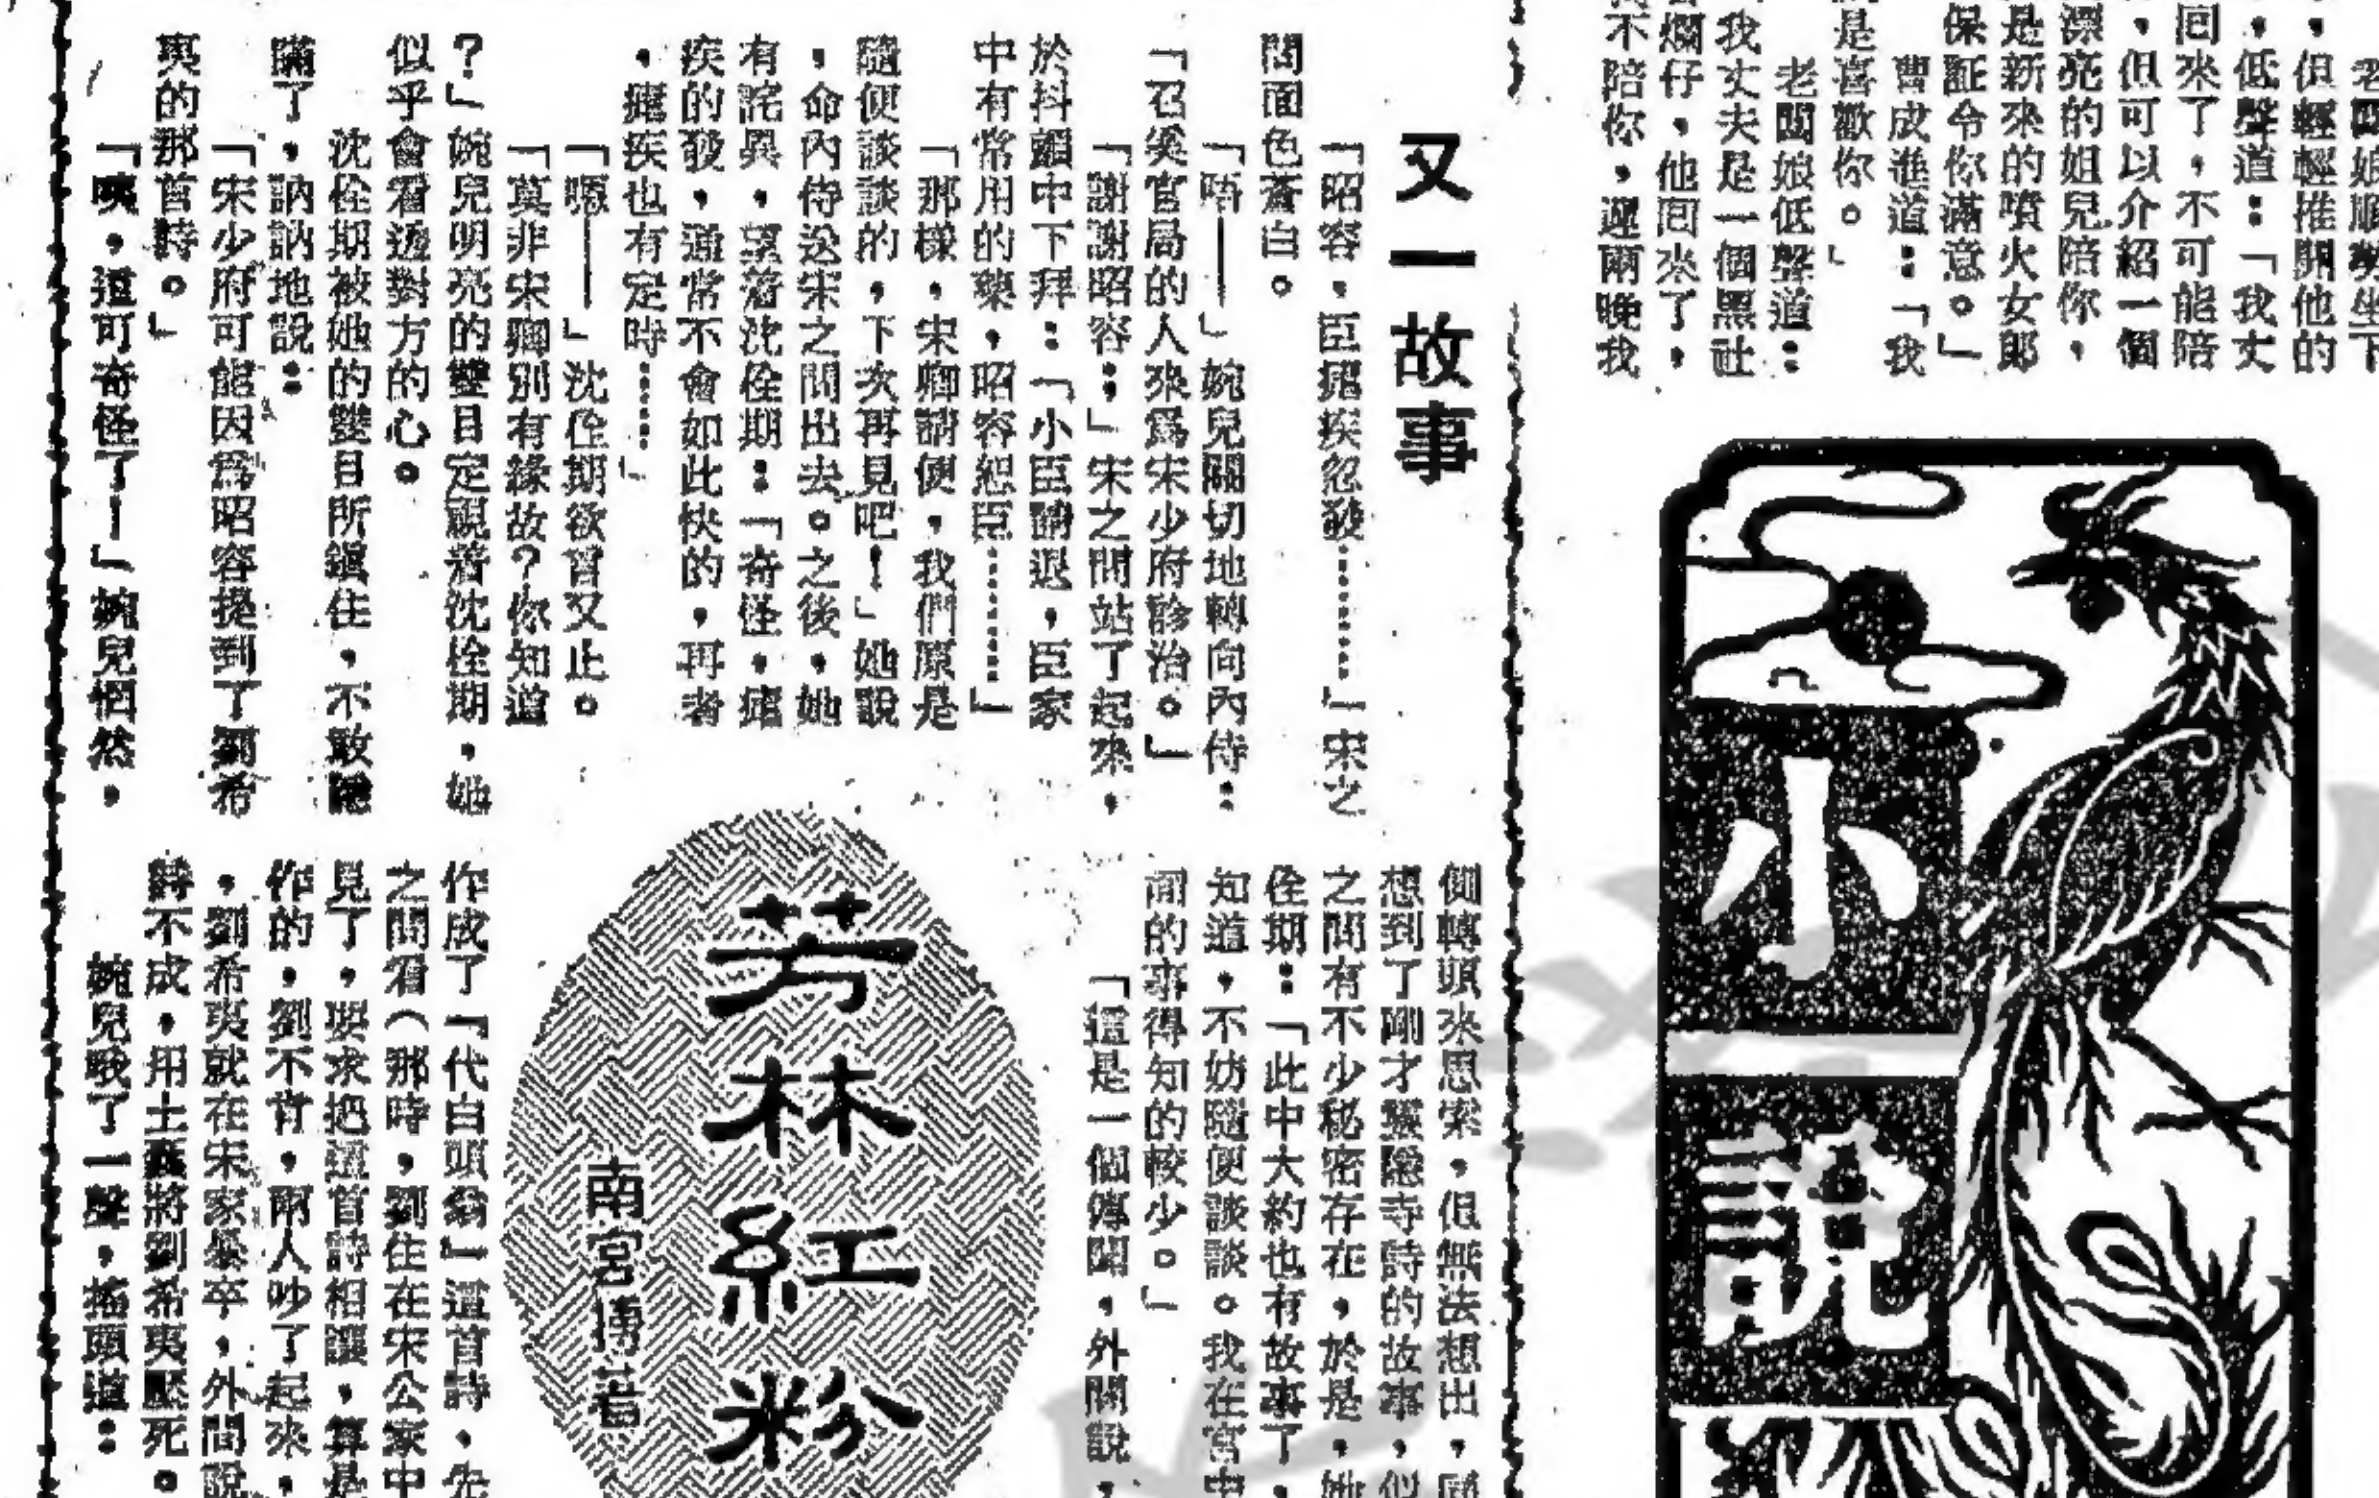 老闆娘順勢坐下
，但輕輕推開他的
，低聲道：「我丈
囘來了，不可能陪
，但可以介紹一個
漂亮的姐兒陪你，
是新來的噴火女郞
保証令你滿意。」
曹成進道：「我
是喜歡你。」
老闆娘低聲道：
我丈夫是一個黑社
爛仔，他囘來了，
不陪你，遲兩晚我
小說
又一故事
「昭容，臣瘧疾忽發………」宋之
問面色蒼白。
「唔——」婉兒關切地轉向內侍：
「召奚官局的人來爲宋少府診治。」
「謝謝昭容；」宋之問站了起來，
於抖顫中下拜：「小臣請退，臣家
中有常用的藥，昭容恕臣………」
「那樣，宋卿請便，我們原是
隨便談談的，下次再見吧！」她說
，命內侍送宋之問出去。之後，她
有詫異，望着沈佺期：「奇怪，瘧
疾的發，通常不會如此快的，再者
，瘧疾也有定時……」
「嗯——」沈佺期欲言又止。
「莫非宋卿別有緣故？你知道
？」婉兒明亮的雙目定視着沈佺期，她
似乎會看透對方的心。
沈佺期被她的雙目所鎮住，不敢隱
瞞了，訥訥地說：
「宋少府可能因爲昭容提到了劉希
夷的那首詩。」
「噢，這可奇怪了！」婉兒惘然，
側轉頭來思索，但無法想出，
想到了剛才靈隱寺詩的故事，似
之問有不少秘密存在，於是，她
佺期：「此中大約也有故事了，
知道，不妨隨便談談。我在宮中
面的事得知的較少。」
「這是一個傳聞，外間說，
芳林紅粉
南宮博著
作成了「代白頭翁」這首詩，先
之問看（那時，劉住在宋公家中
見了，要求把這首詩相讓，算是
作的，劉不肯，兩人吵了起來，
，劉希夷就在宋家暴卒，外間說
詩不成，用土囊將劉希夷壓死。
婉兒咳了一聲，搖頭道：